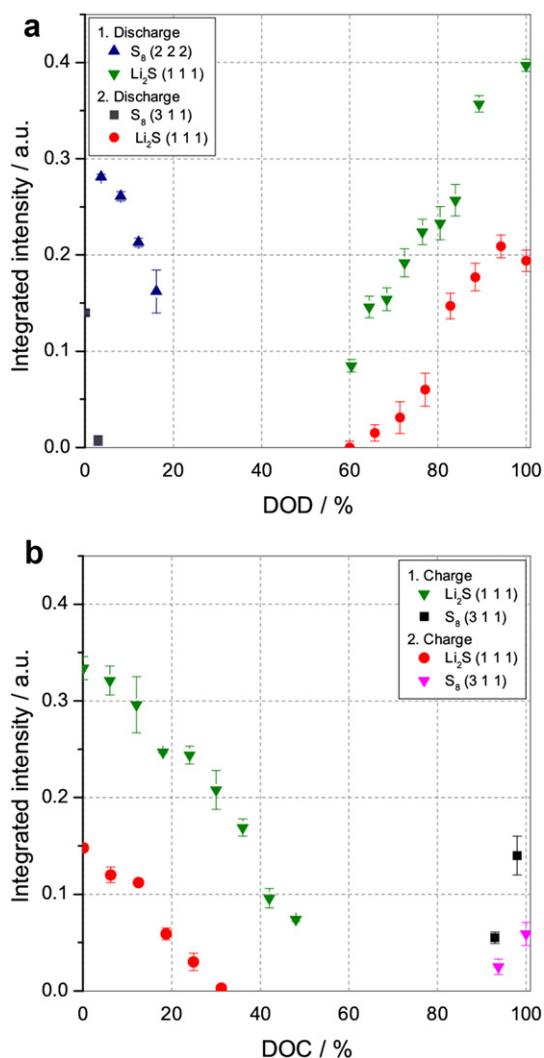 a
Integrated intensity / a.u.
0.4
0.3
0.2
0.1
0.0
1. Discharge
S₈ (2 2 2)
Li₂S (1 1 1)
2. Discharge
S₈ (3 1 1)
Li₂S (1 1 1)
0 20 40 60 80 100
DOD / %
b
Integrated intensity / a.u.
0.4
0.3
0.2
0.1
0.0
1. Charge
Li₂S (1 1 1)
S₈ (3 1 1)
2. Charge
Li₂S (1 1 1)
S₈ (3 1 1)
0 20 40 60 80 100
DOC / %